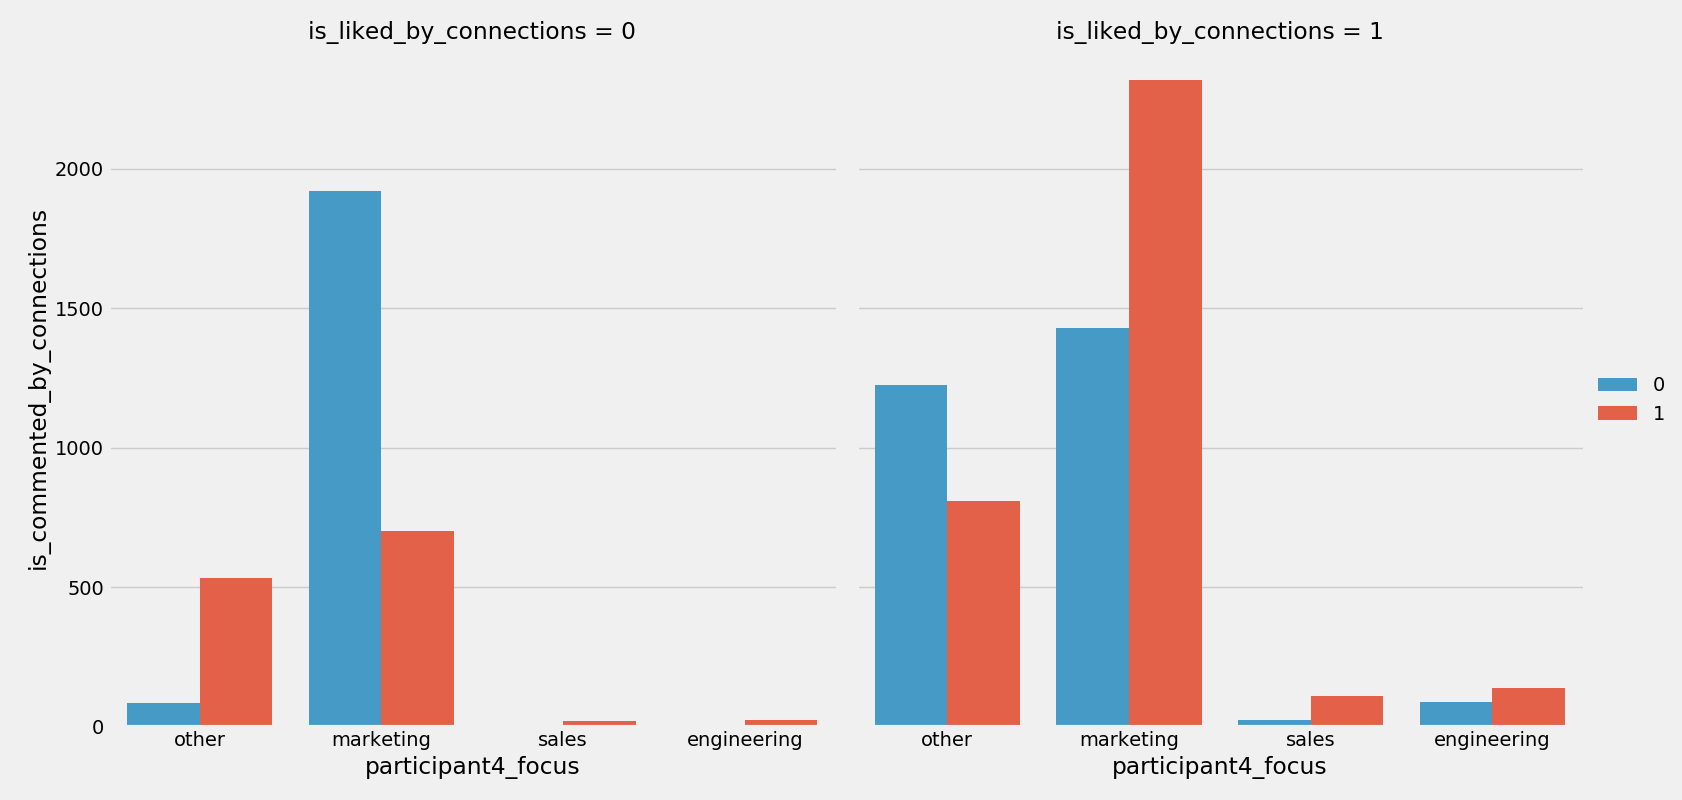 is_liked_by_connections = 0
is_liked_by_connections = 1
is_commented_by_connections
2000
1500
1000
500
0
other marketing sales engineering
other marketing sales engineering
participant4_focus
participant4_focus
0
1